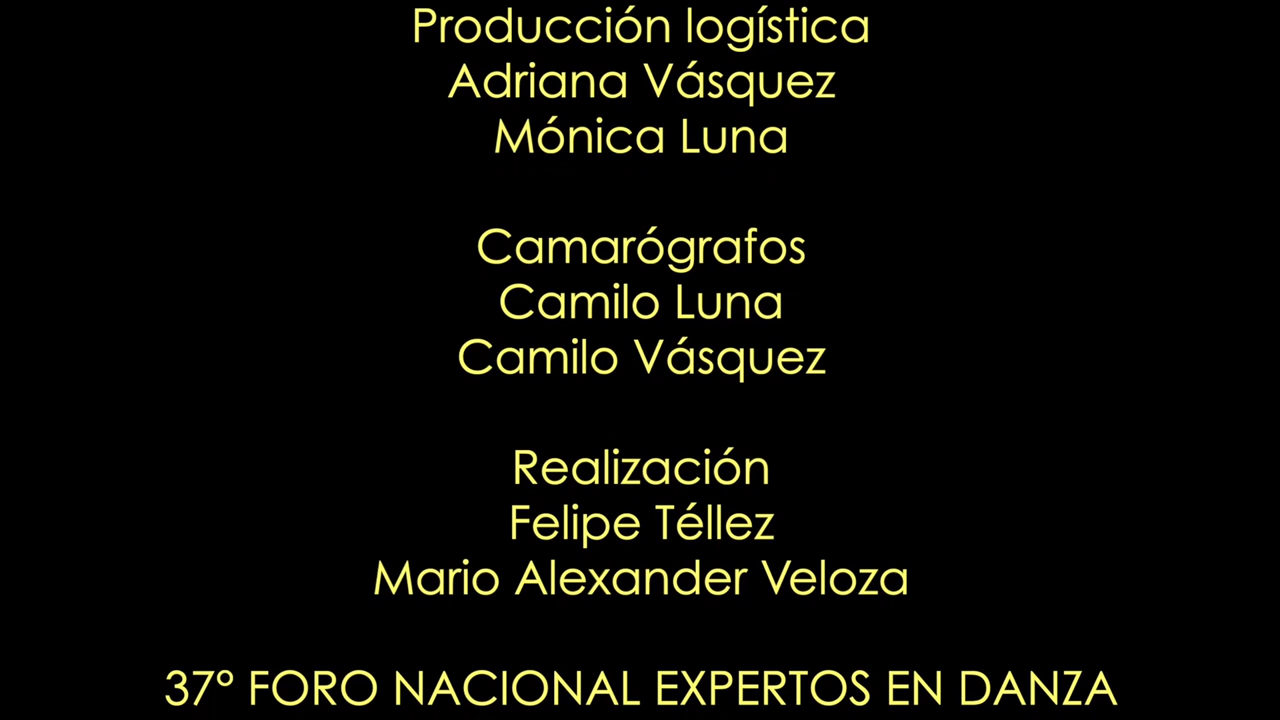 Producción logística
Adriana Vásquez
Mónica Luna
Camarógrafos
Camilo Luna
Camilo Vásquez
Realización
Felipe Téllez
Mario Alexander Veloza
37° FORO NACIONAL EXPERTOS EN DANZA